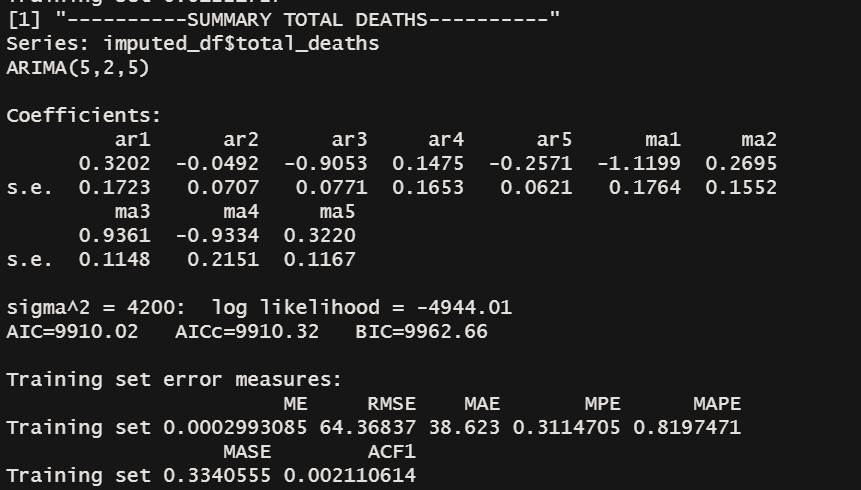 [1] "----------SUMMARY TOTAL DEATHS----------"
Series: imputed_df$total_deaths
ARIMA(5,2,5)
Coefficients:
ar1 ar2 ar3 ar4 ar5 ma1 ma2
0.3202 -0.0492 -0.9053 0.1475 -0.2571 -1.1199 0.2695
s.e. 0.1723 0.0707 0.0771 0.1653 0.0621 0.1764 0.1552
ma3 ma4 ma5
0.9361 -0.9334 0.3220
s.e. 0.1148 0.2151 0.1167
sigma^2 = 4200: log likelihood = -4944.01
AIC=9910.02 AICc=9910.32 BIC=9962.66
Training set error measures:
ME RMSE MAE MPE MAPE
Training set 0.0002993085 64.36837 38.623 0.3114705 0.8197471
MASE ACF1
Training set 0.3340555 0.002110614